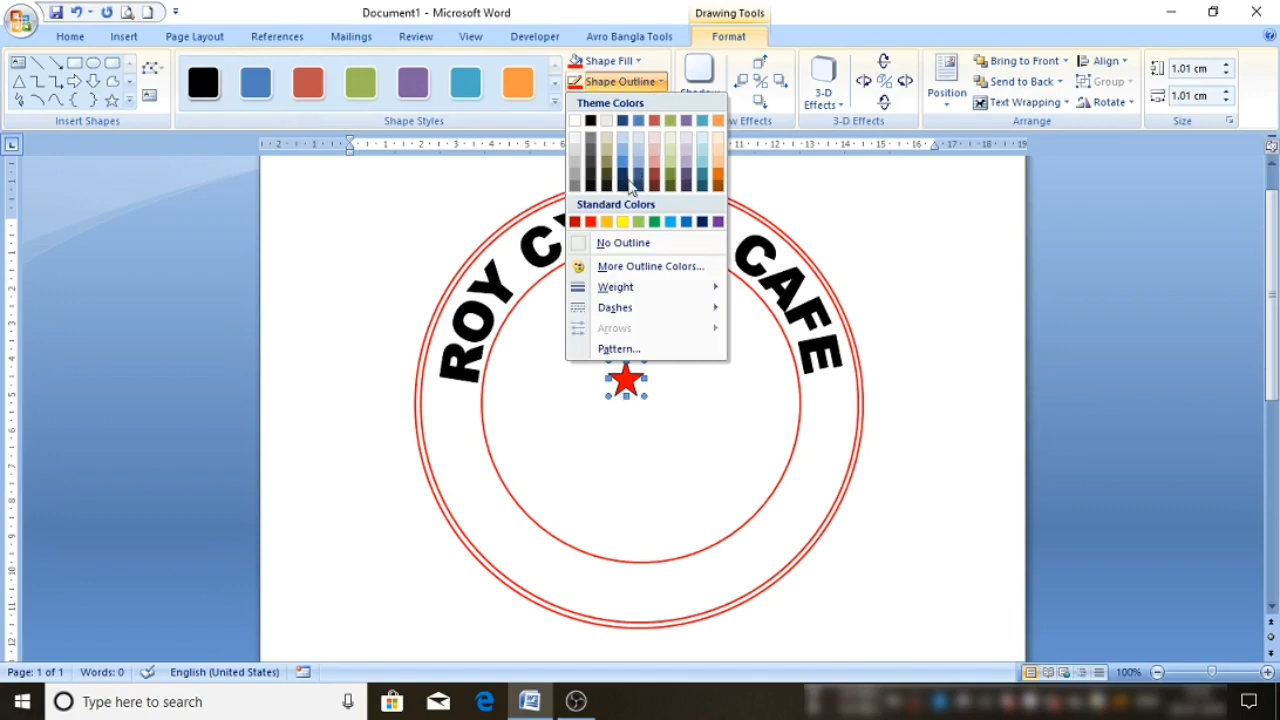 Document1 - Microsoft Word
Drawing Tools
Home
Insert
Page Layout
References
Mailings
Review
View
Developer
Avro Bangla Tools
Format
Shape Fill
Shape Outline
3-D
Effects
Position
Bring to Front
Send to Back
Text Wrapping
Align
Group
Rotate
1.01 cm
1.01 cm
Insert Shapes
Shape Styles
Effects
3-D Effects
Arrange
Size
Theme Colors
Standard Colors
No Outline
More Outline Colors...
Weight
Dashes
Arrows
Pattern...
ROY
CAFE
Page: 1 of 1
Words: 0
English (United States)
100%
Type here to search